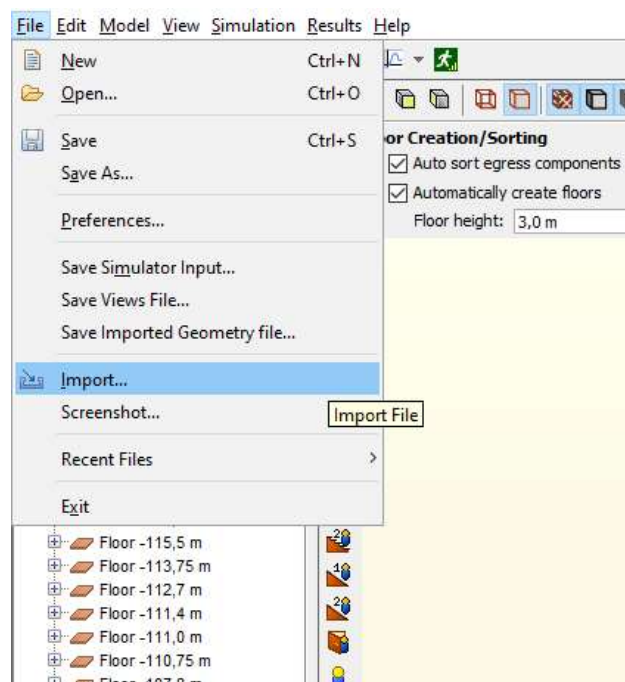 File Edit Model View Simulation Results Help
New Ctrl+N
Open... Ctrl+O
Save Ctrl+S
Save As...
Preferences...
Save Simulator Input...
Save Views File...
Save Imported Geometry file...
Import...
Import File
Screenshot...
Recent Files
Exit
Creation/Sorting
Auto sort egress components
Automatically create floors
Floor height: 3,0 m
Floor -115,5 m
Floor -113,75 m
Floor -112,7 m
Floor -111,4 m
Floor -111,0 m
Floor -110,75 m